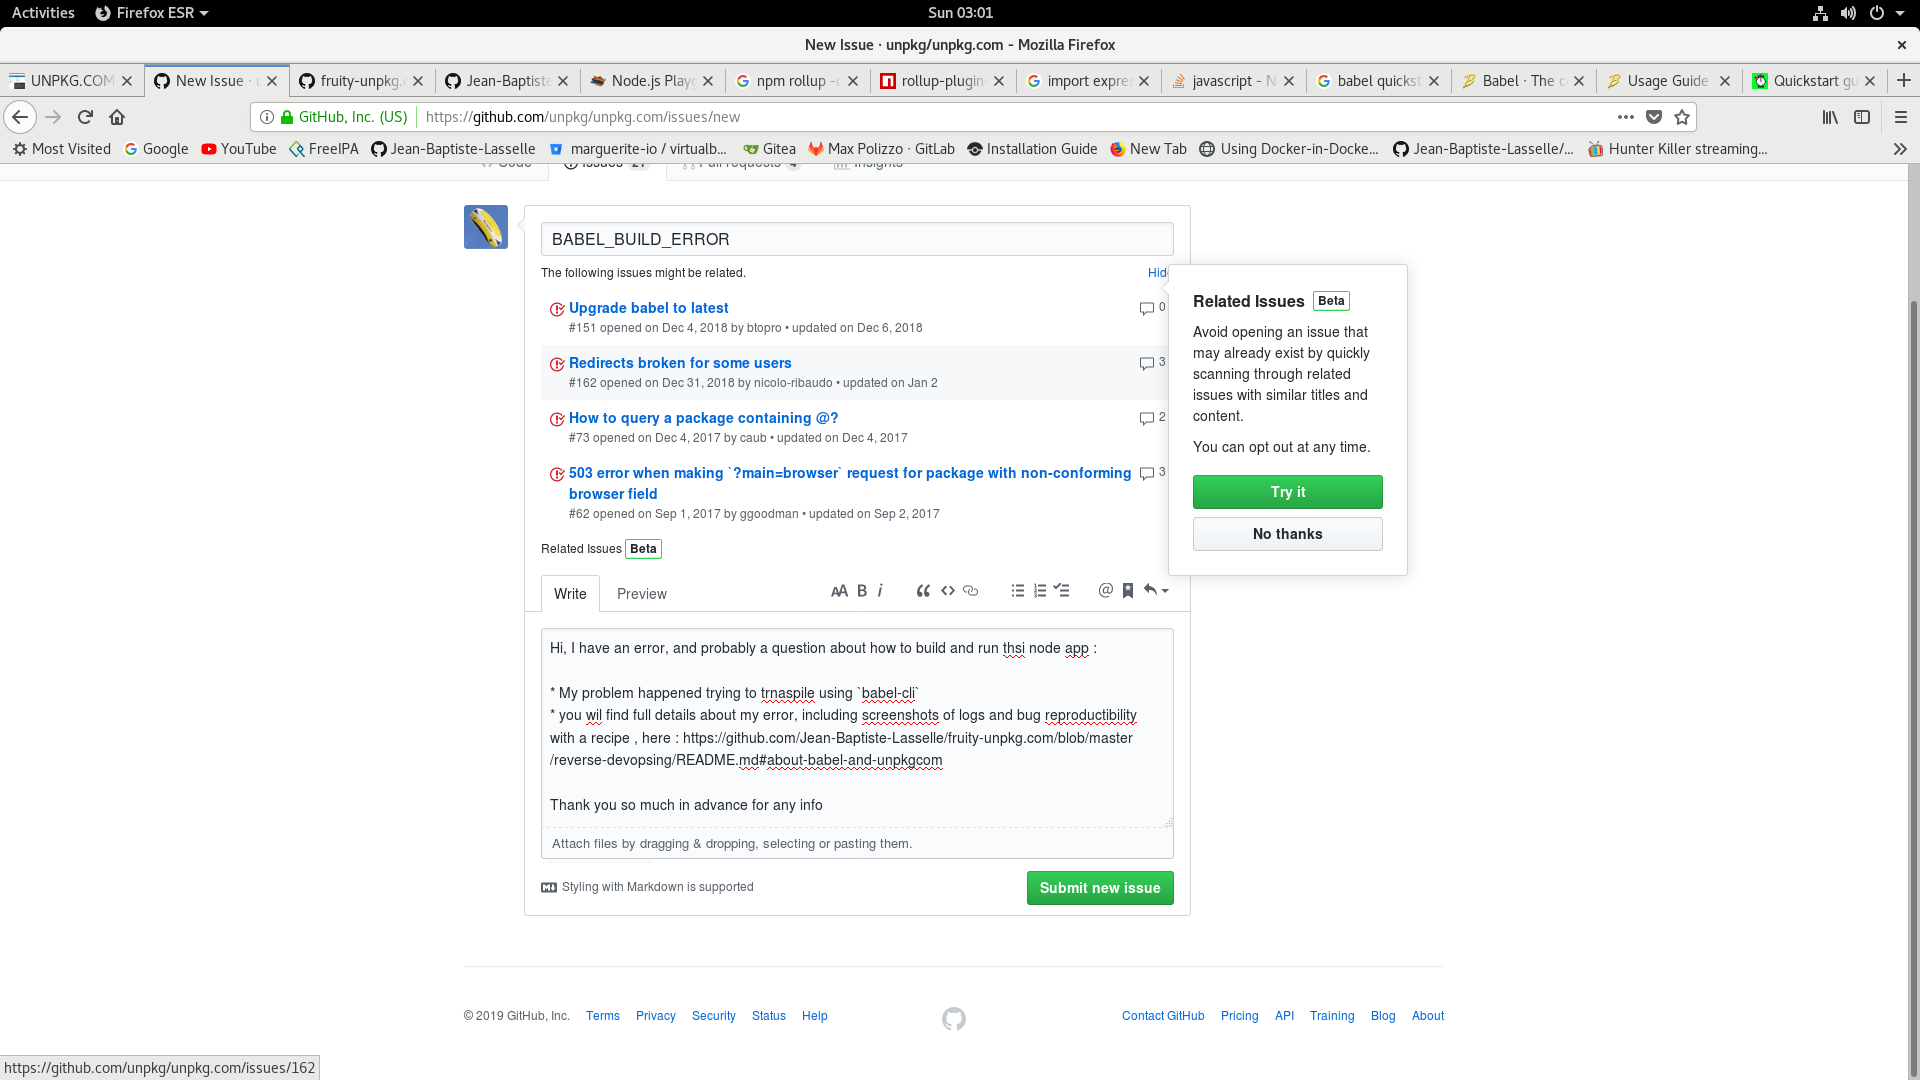 Activities Firefox ESR Sun 03:01
New Issue · unpkg/unpkg.com - Mozilla Firefox
UNPKG.COM New Issue · fruity-unpkg. Jean-Baptiste Node.js Playg npm rollup - rollup-plugin- import expre javascript - N babel quickst Babel · The c Usage Guide Quickstart gu
GitHub, Inc. (US) https://github.com/unpkg/unpkg.com/issues/new
Most Visited Google YouTube FreeIPA Jean-Baptiste-Lasselle marguerite-io / virtualb... Gitea Max Polizzo · GitLab Installation Guide New Tab Using Docker-in-Docke... Jean-Baptiste-Lasselle/... Hunter Killer streaming...
Code Issues 21 Pull requests 4 Insights
BABEL_BUILD_ERROR
The following issues might be related. Hide
Upgrade babel to latest 0
#151 opened on Dec 4, 2018 by btopro • updated on Dec 6, 2018
Redirects broken for some users 3
#162 opened on Dec 31, 2018 by nicolo-ribaudo • updated on Jan 2
How to query a package containing @? 2
#73 opened on Dec 4, 2017 by caub • updated on Dec 4, 2017
503 error when making `?main=browser` request for package with non-conforming 3
browser field
#62 opened on Sep 1, 2017 by ggoodman • updated on Sep 2, 2017
Related Issues Beta
Related Issues Beta
Avoid opening an issue that
may already exist by quickly
scanning through related
issues with similar titles and
content.
You can opt out at any time.
Try it
No thanks
Write Preview
Hi, I have an error, and probably a question about how to build and run thsi node app :
* My problem happened trying to trnaspile using `babel-cli`
* you wil find full details about my error, including screenshots of logs and bug reproductibility
with a recipe , here : https://github.com/Jean-Baptiste-Lasselle/fruity-unpkg.com/blob/master
/reverse-devopsing/README.md#about-babel-and-unpkgcom
Thank you so much in advance for any info
Attach files by dragging & dropping, selecting or pasting them.
Styling with Markdown is supported
Submit new issue
© 2019 GitHub, Inc. Terms Privacy Security Status Help Contact GitHub Pricing API Training Blog About
https://github.com/unpkg/unpkg.com/issues/162